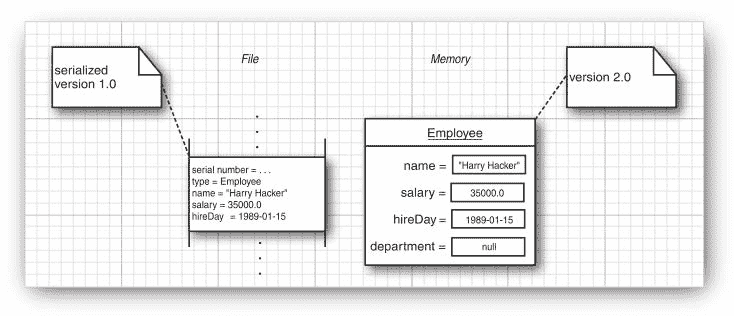 serialized
version 1.0
File
Memory
version 2.0
serial number = . . .
type = Employee
name = "Harry Hacker"
salary = 35000.0
hireDay = 1989-01-15
Employee
name = "Harry Hacker"
salary = 35000.0
hireDay = 1989-01-15
department = null